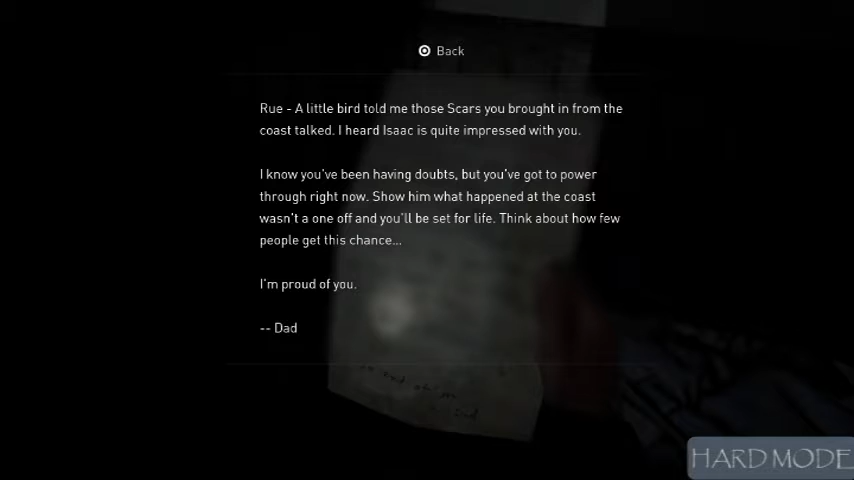 Back
Rue - A little bird told me those Scars you brought in from the
coast talked. I heard Isaac is quite impressed with you.
I know you've been having doubts, but you've got to power
through right now. Show him what happened at the coast
wasn't a one off and you'll be set for life. Think about how few
people get this chance...
I'm proud of you.
-- Dad
HARD MODE